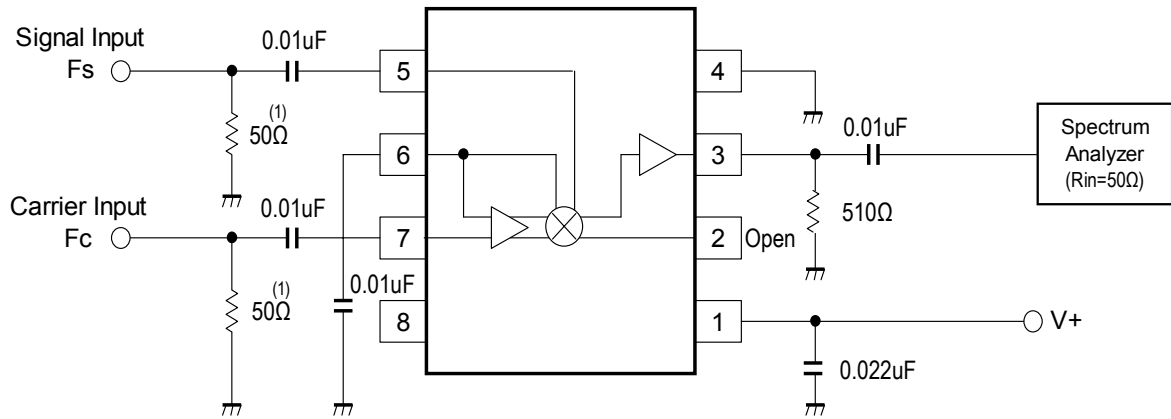 Signal Input
Fs
0.01uF
5
4
(1)
50Ω
0.01uF
Spectrum
Analyzer
(Rin=50Ω)
6
3
Carrier Input
Fc
0.01uF
510Ω
7
2
Open
(1)
50Ω
0.01uF
8
1
V+
0.022uF